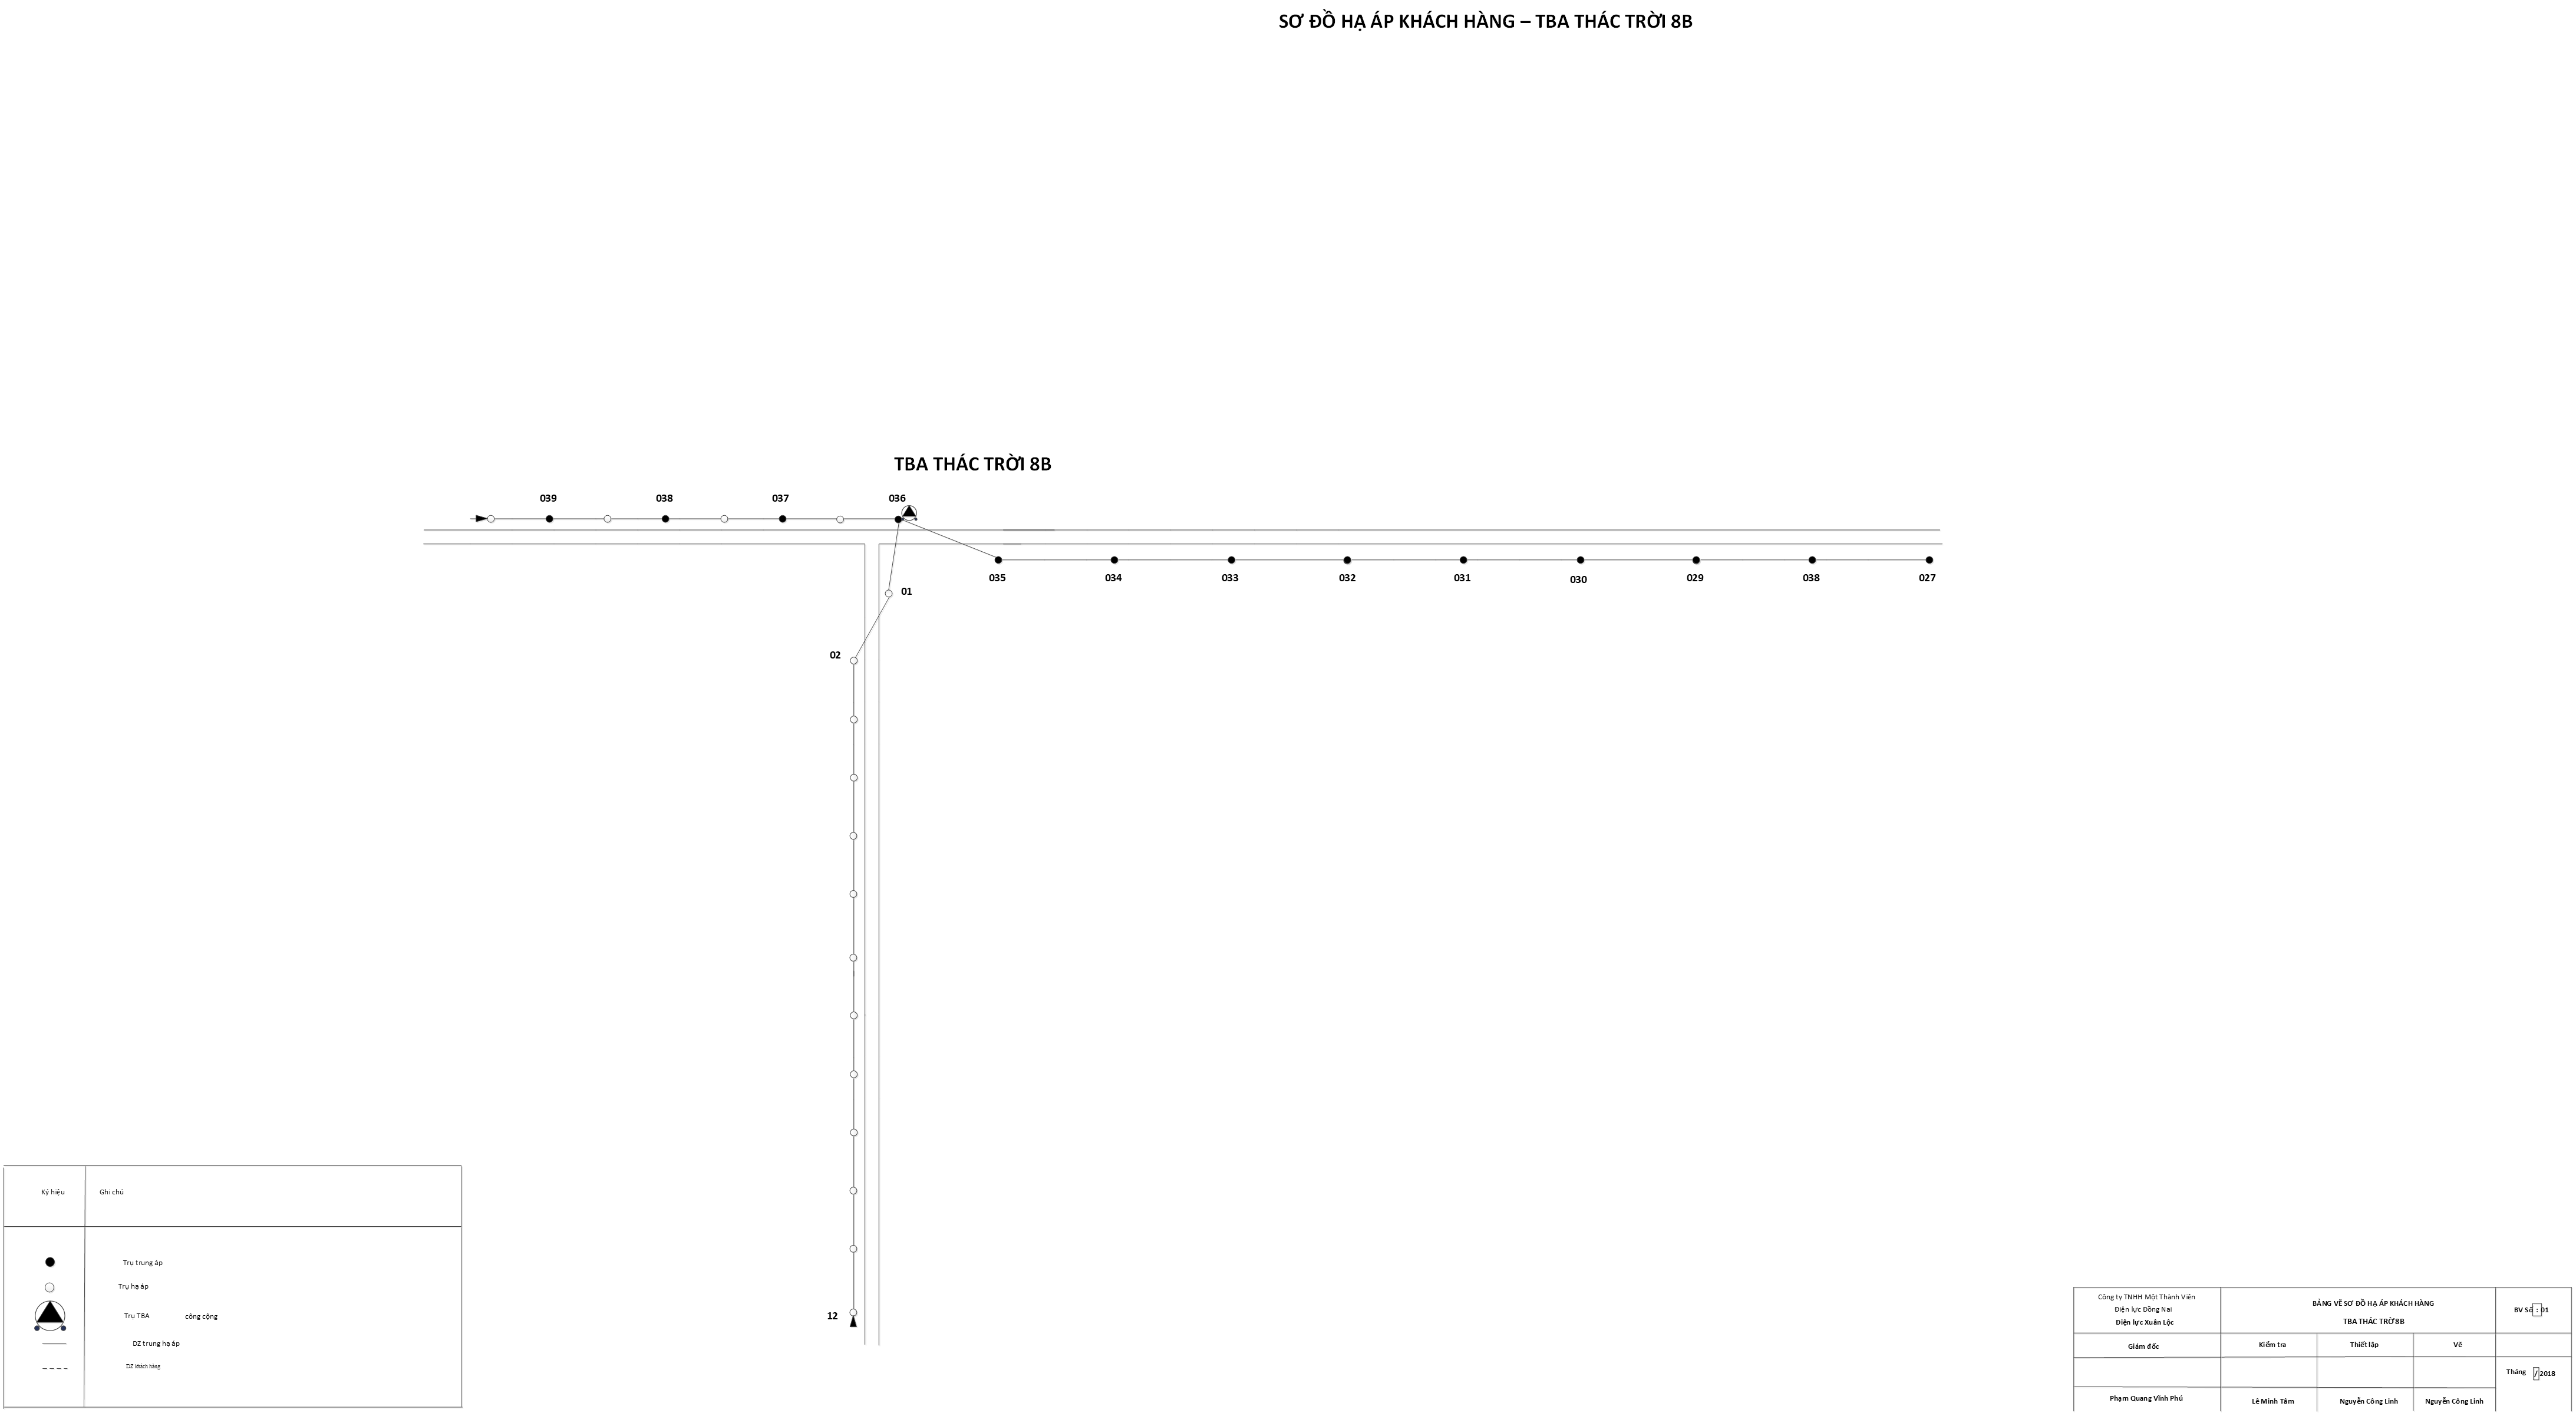 SƠ ĐỒ HẠ ÁP KHÁCH HÀNG – TBA THÁC TRỜI 8B
TBA THÁC TRỜI 8B
039 038 037 036
035 034 033 032 031 030 029 038 027
01
02
12
Ký hiệu Ghi chú
Trụ trung áp
Trụ hạ áp
Trụ TBA công cộng
DZ trung hạ áp
DZ khách hàng
Công ty TNHH Một Thành Viên
Điện lực Đồng Nai
Điện lực Xuân Lộc
BẢNG VẼ SƠ ĐỒ HẠ ÁP KHÁCH HÀNG
TBA THÁC TRỜ 8B
BV Số : 01
Giám đốc Kiểm tra Thiết lập Vẽ
Tháng / 2018
Phạm Quang Vĩnh Phú Lê Minh Tâm Nguyễn Công Linh Nguyễn Công Linh